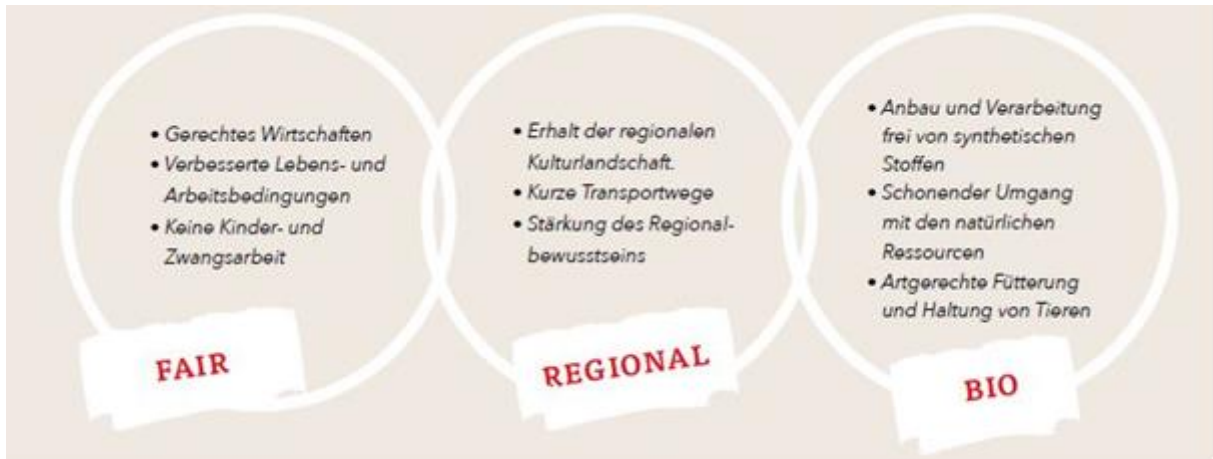 • Gerechtes Wirtschaften
• Verbesserte Lebens- und
Arbeitsbedingungen
• Keine Kinder- und
Zwangsarbeit
FAIR
• Erhalt der regionalen
Kulturlandschaft.
• Kurze Transportwege
• Stärkung des Regional-
bewusstseins
REGIONAL
• Anbau und Verarbeitung
frei von synthetischen
Stoffen
• Schonender Umgang
mit den natürlichen
Ressourcen
• Artgerechte Fütterung
und Haltung von Tieren
BIO